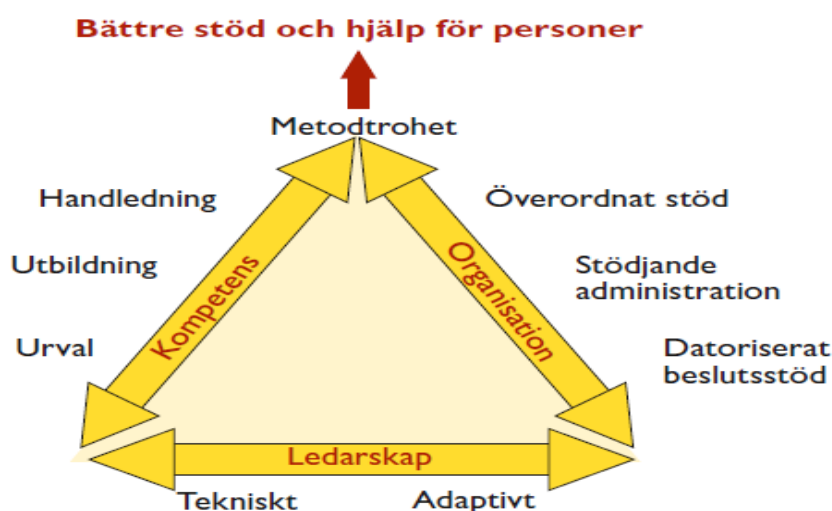 Bättre stöd och hjälp för personer
Metodtrohet
Handledning
Överordnat stöd
Utbildning
Kompetens
Organisation
Stödjande
administration
Urval
Datoriserat
beslutsstöd
Ledarskap
Tekniskt
Adaptivt